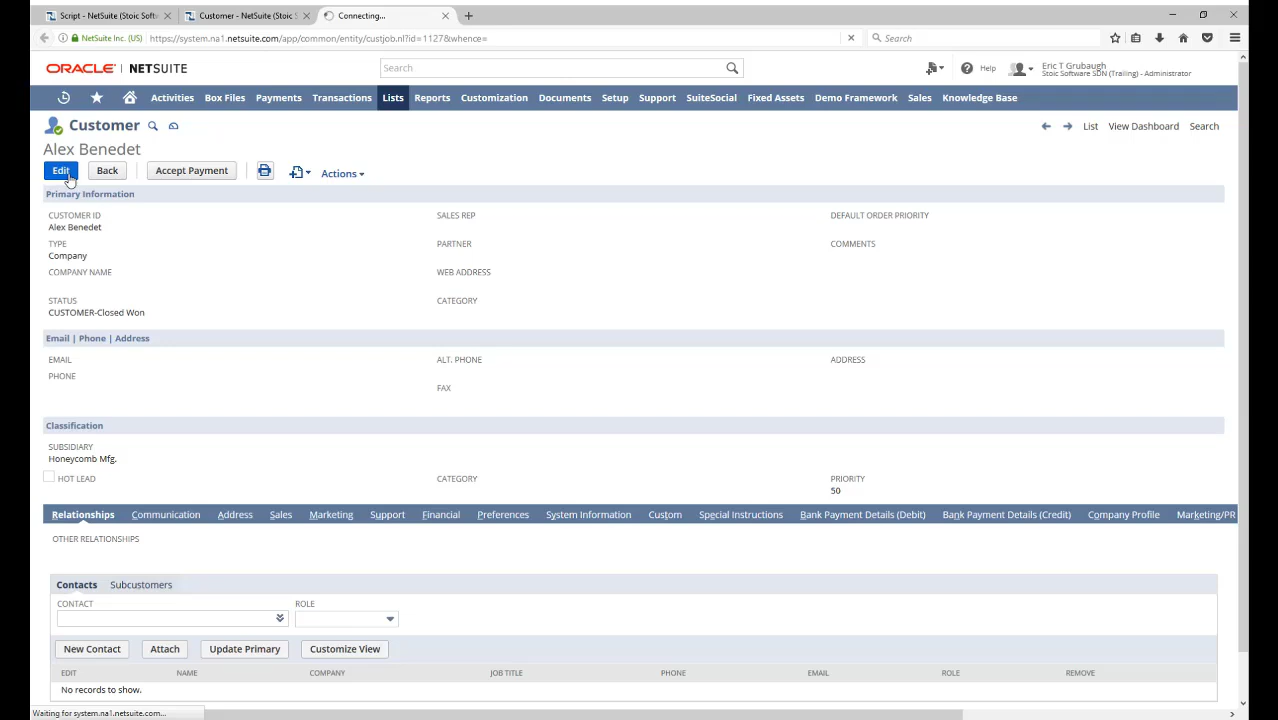 Script - NetSuite (Stoic Softw
Customer - NetSuite (Stoic S
Connecting...
NetSuite Inc. (US)
https://system.na1.netsuite.com/app/common/entity/custjob.nl?id=1127&whence=
Search
ORACLE | NETSUITE
Search
Help
Eric T Grubaugh
Stoic Software SDN (Trailing) - Administrator
Activities Box Files Payments Transactions Lists Reports Customization Documents Setup Support SuiteSocial Fixed Assets Demo Framework Sales Knowledge Base
Customer
List View Dashboard Search
Alex Benedet
Edit Back Accept Payment Actions
Primary Information
CUSTOMER ID SALES REP DEFAULT ORDER PRIORITY
Alex Benedet
TYPE PARTNER COMMENTS
Company
COMPANY NAME WEB ADDRESS
STATUS CATEGORY
CUSTOMER-Closed Won
Email | Phone | Address
EMAIL ALT. PHONE ADDRESS
PHONE
FAX
Classification
SUBSIDIARY
Honeycomb Mfg.
HOT LEAD CATEGORY PRIORITY
50
Relationships Communication Address Sales Marketing Support Financial Preferences System Information Custom Special Instructions Bank Payment Details (Debit) Bank Payment Details (Credit) Company Profile Marketing/PR
OTHER RELATIONSHIPS
Contacts Subcustomers
CONTACT ROLE
New Contact Attach Update Primary Customize View
EDIT NAME COMPANY JOB TITLE PHONE EMAIL ROLE REMOVE
No records to show.
Waiting for system.na1.netsuite.com...